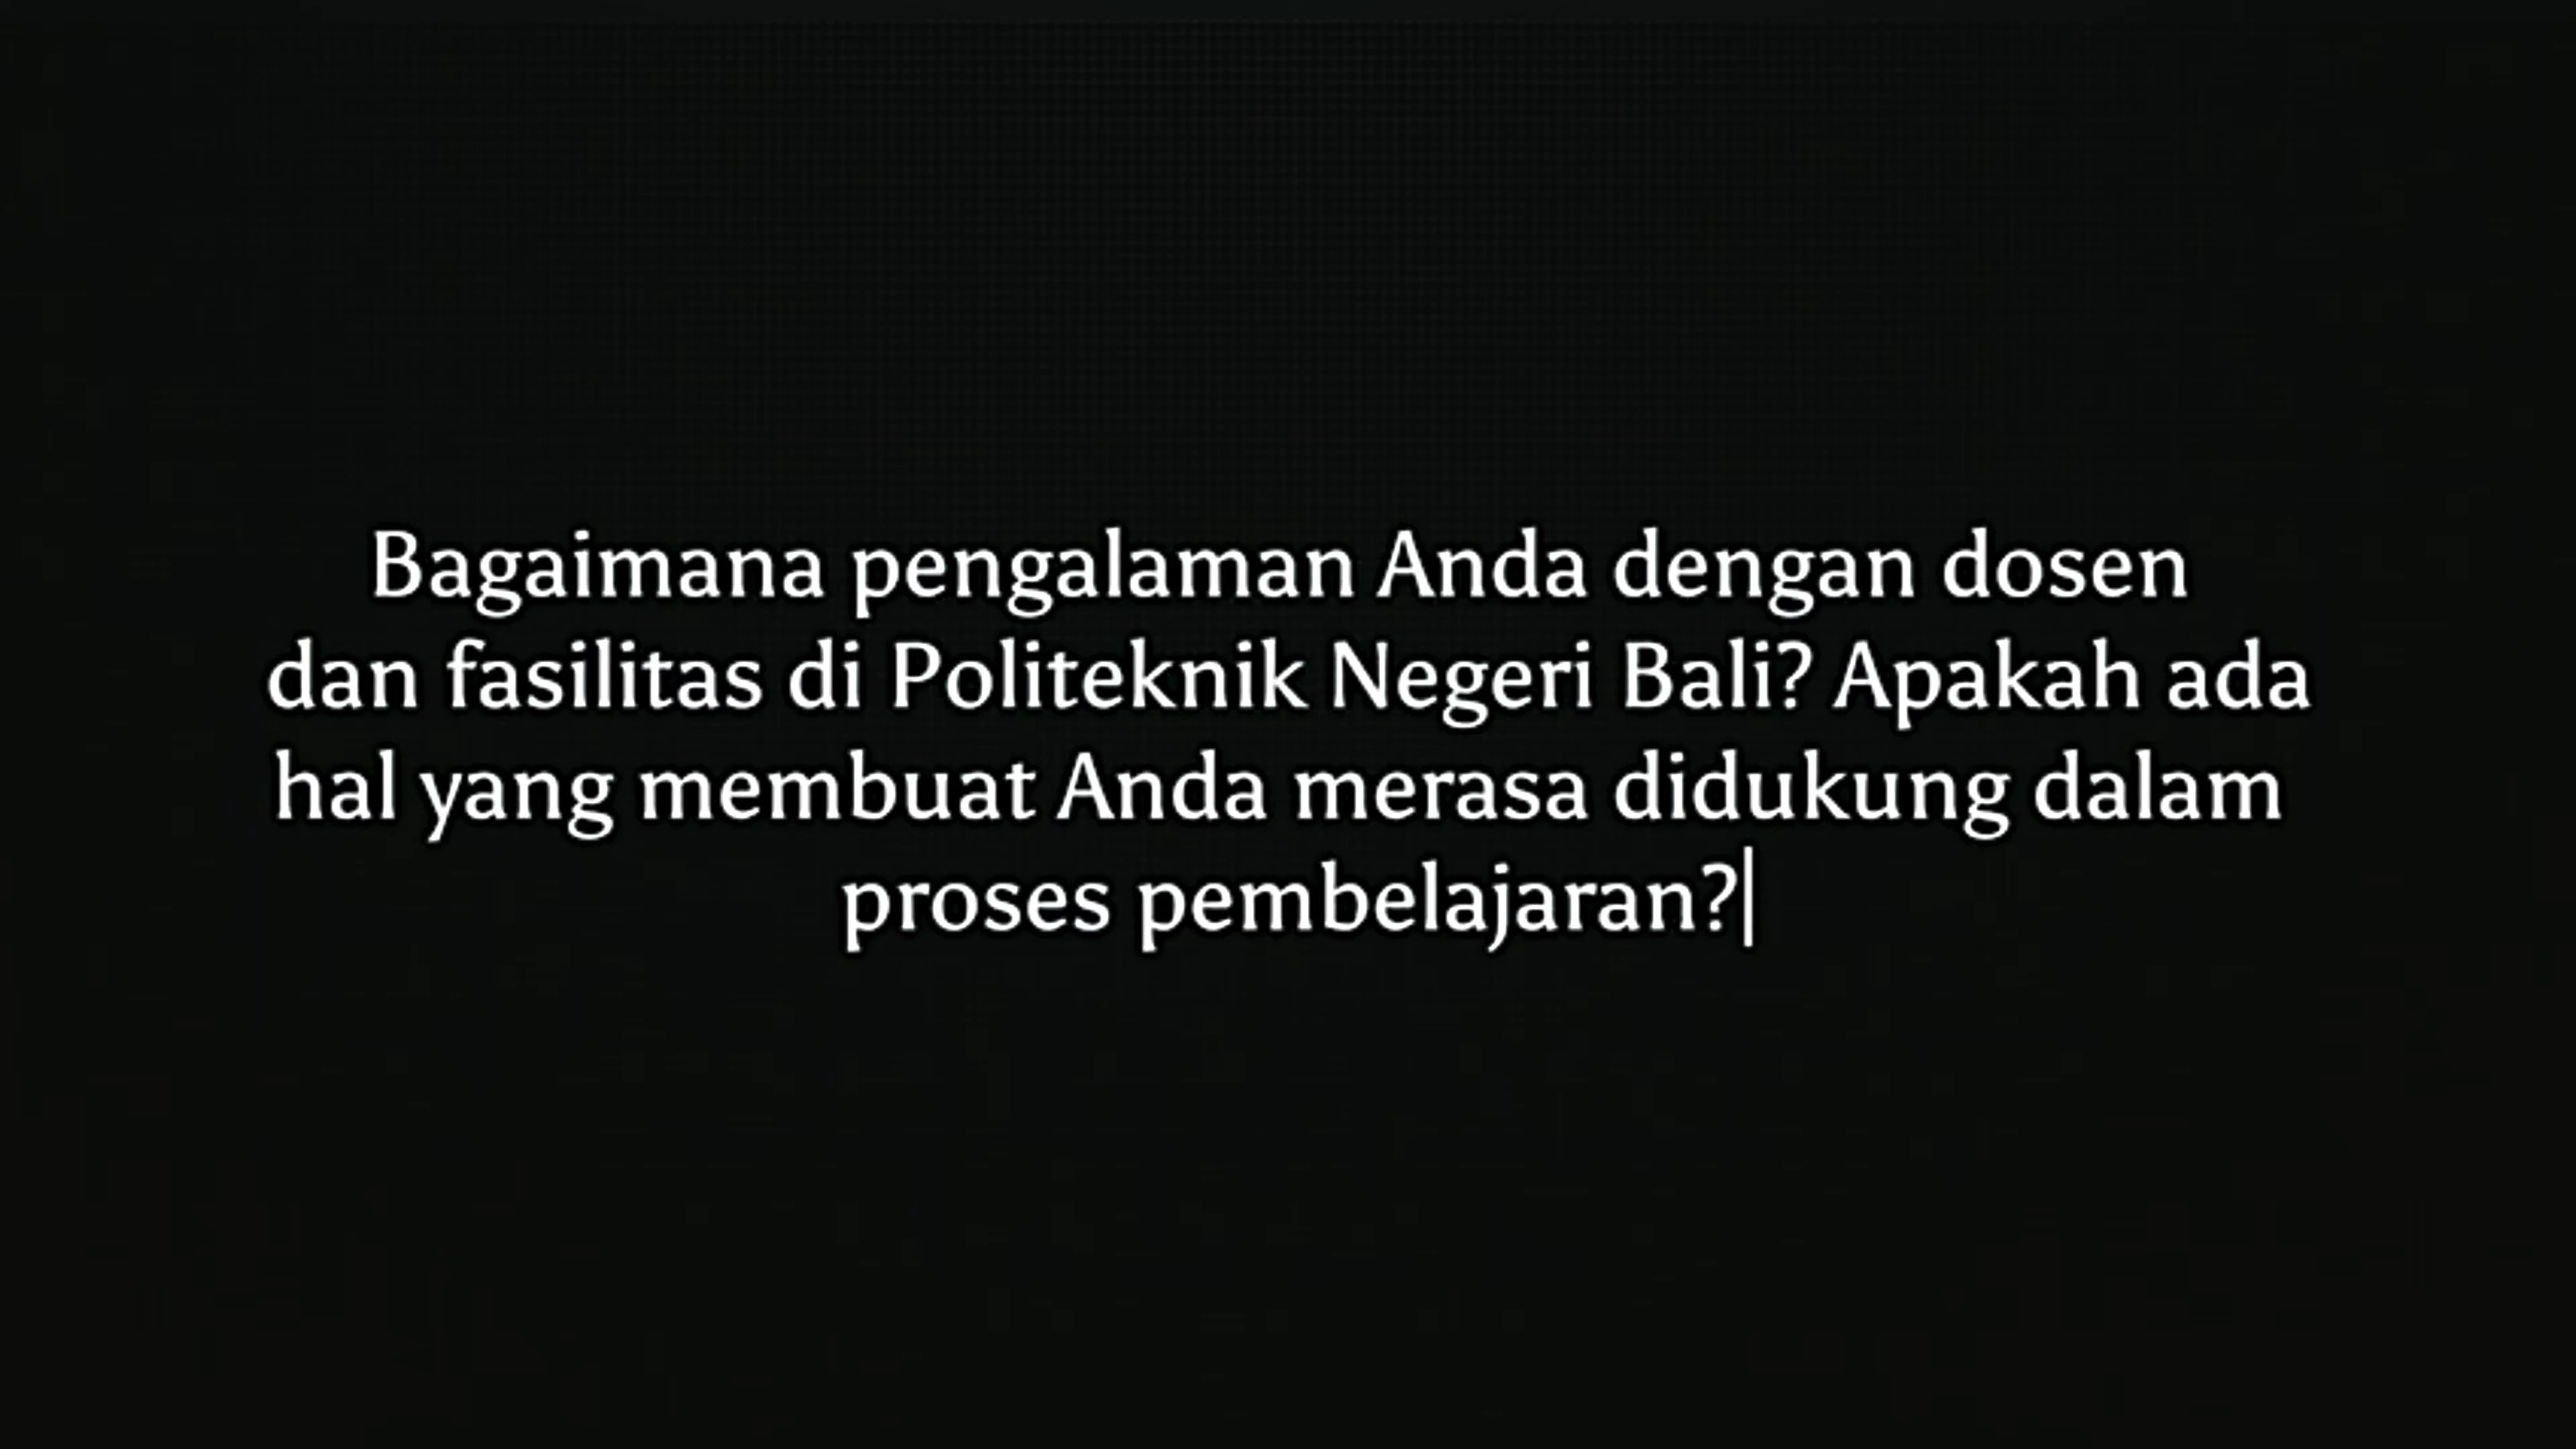 Bagaimana pengalaman Anda dengan dosen
dan fasilitas di Politeknik Negeri Bali? Apakah ada
hal yang membuat Anda merasa didukung dalam
proses pembelajaran?|